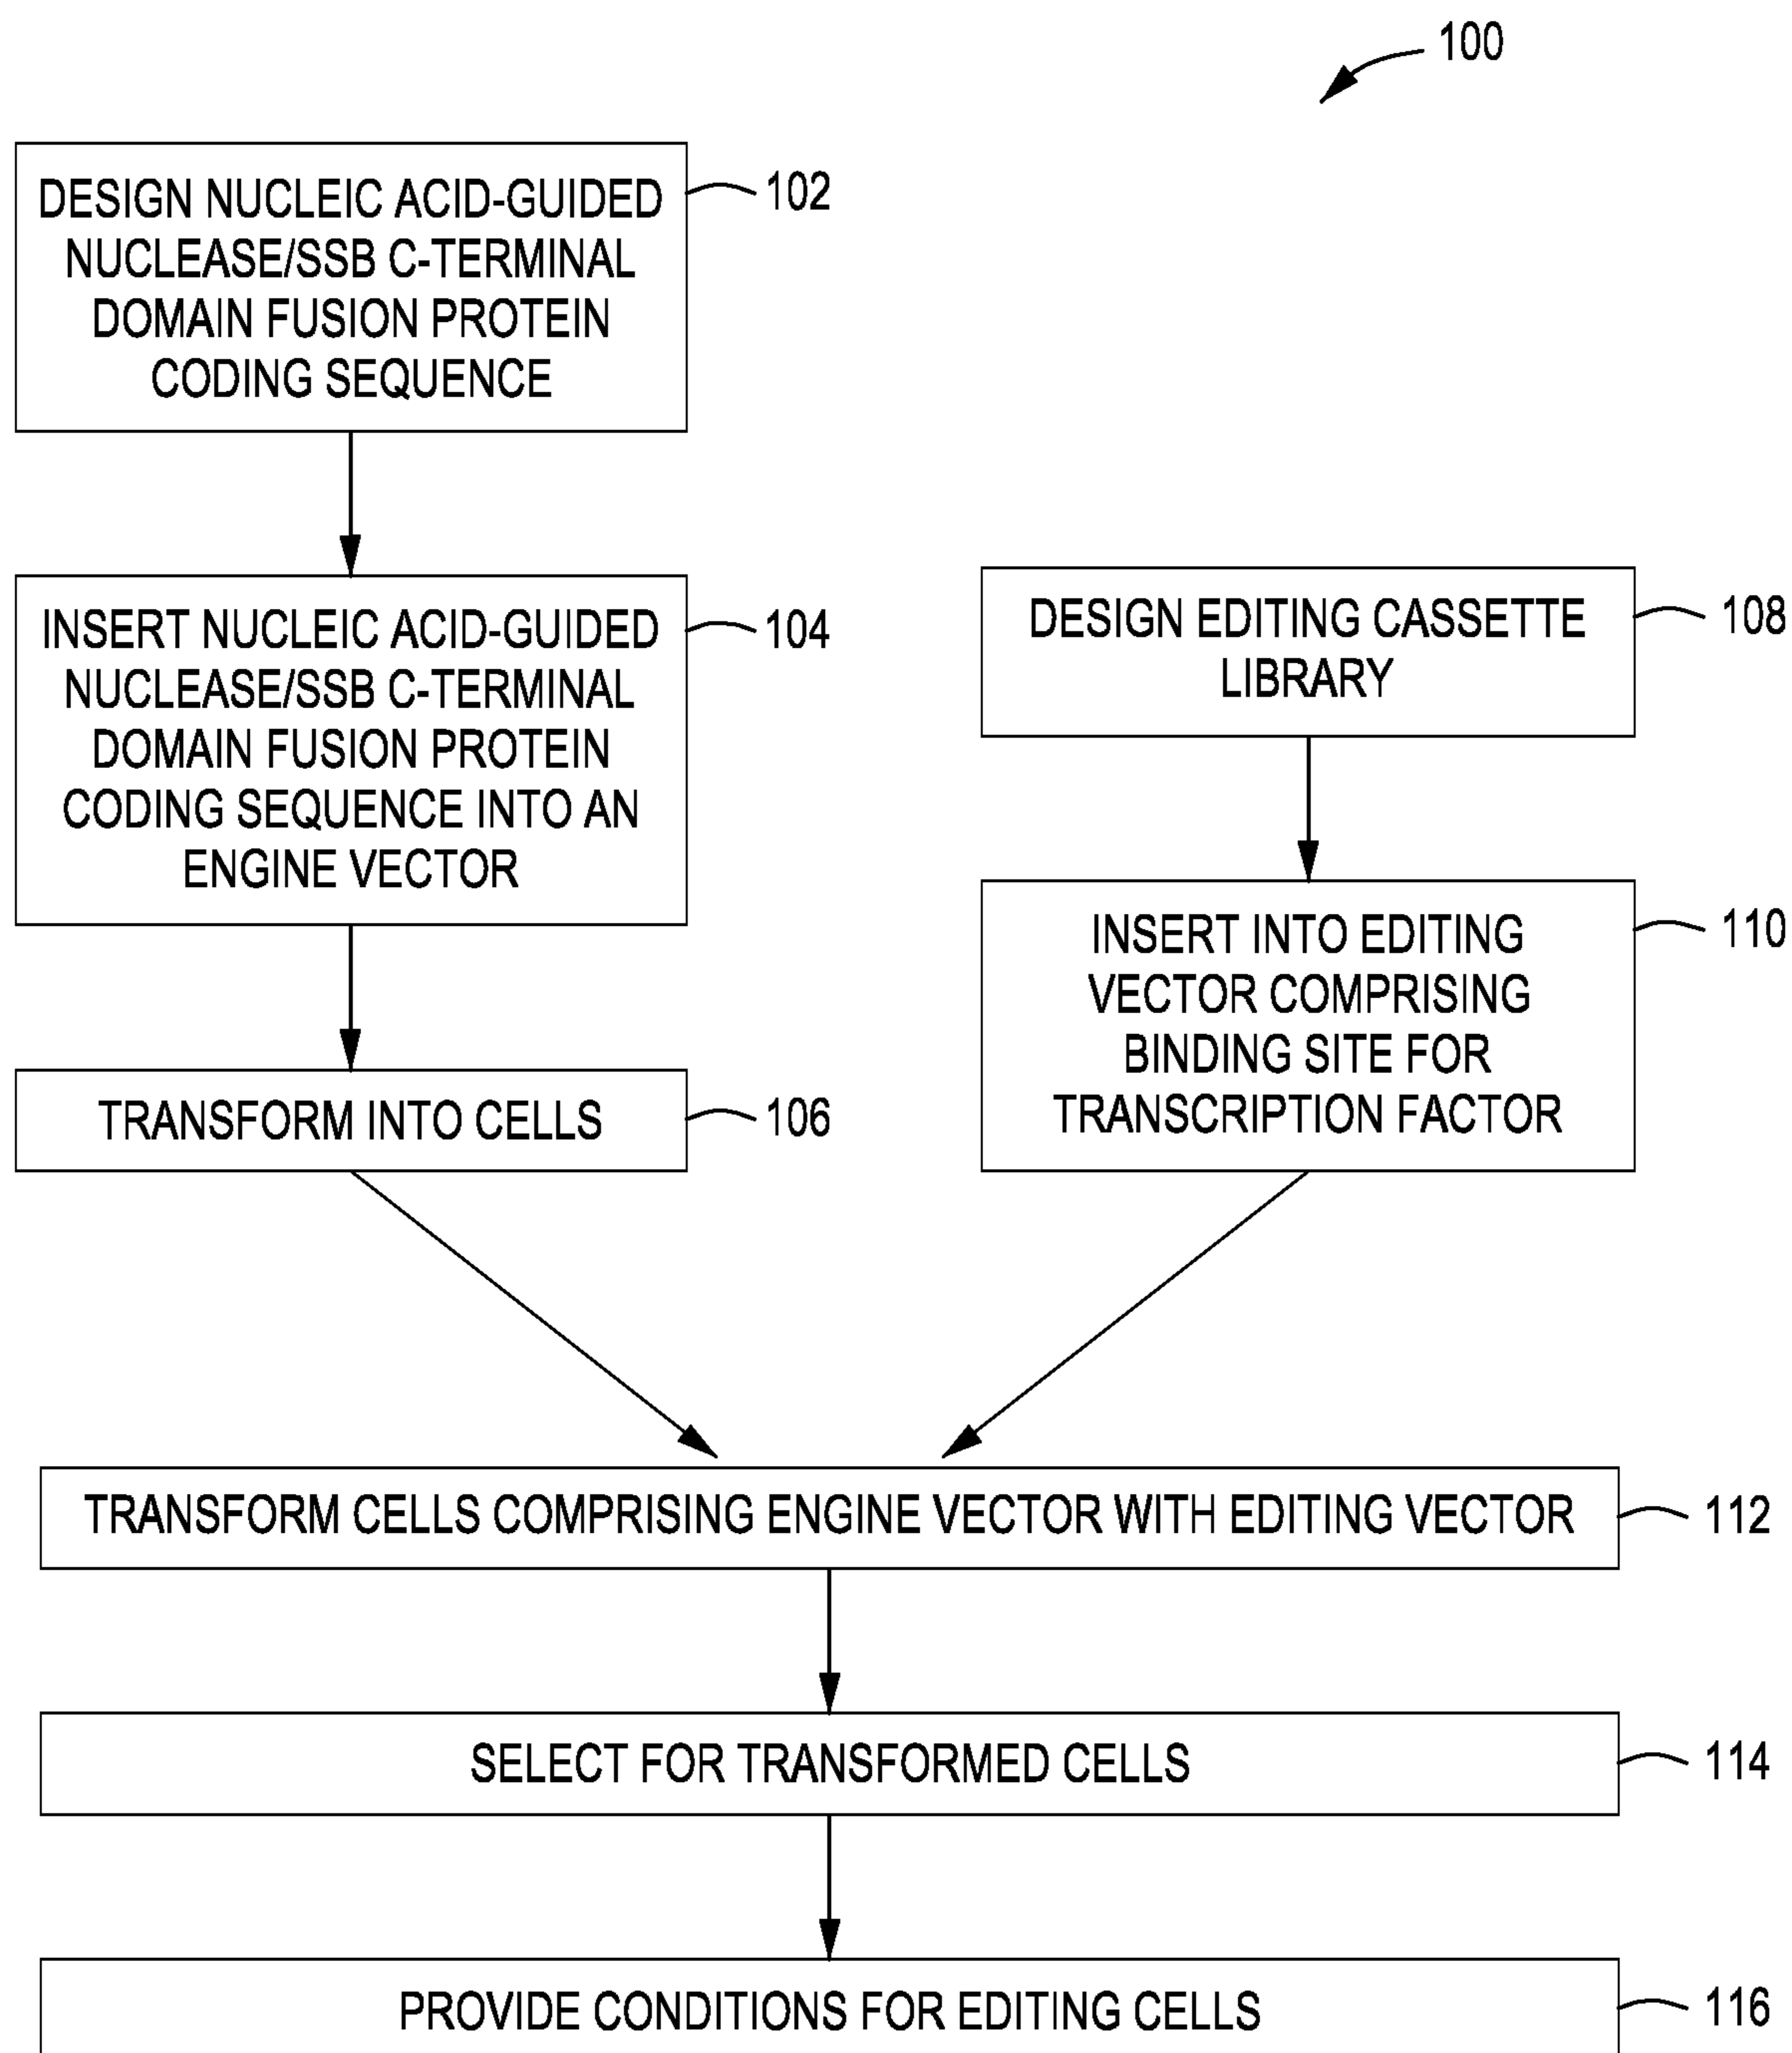 100
DESIGN NUCLEIC ACID-GUIDED
NUCLEASE/SSB C-TERMINAL
DOMAIN FUSION PROTEIN
CODING SEQUENCE
102
INSERT NUCLEIC ACID-GUIDED
NUCLEASE/SSB C-TERMINAL
DOMAIN FUSION PROTEIN
CODING SEQUENCE INTO AN
ENGINE VECTOR
104
TRANSFORM INTO CELLS
106
DESIGN EDITING CASSETTE
LIBRARY
108
INSERT INTO EDITING
VECTOR COMPRISING
BINDING SITE FOR
TRANSCRIPTION FACTOR
110
TRANSFORM CELLS COMPRISING ENGINE VECTOR WITH EDITING VECTOR
112
SELECT FOR TRANSFORMED CELLS
114
PROVIDE CONDITIONS FOR EDITING CELLS
116